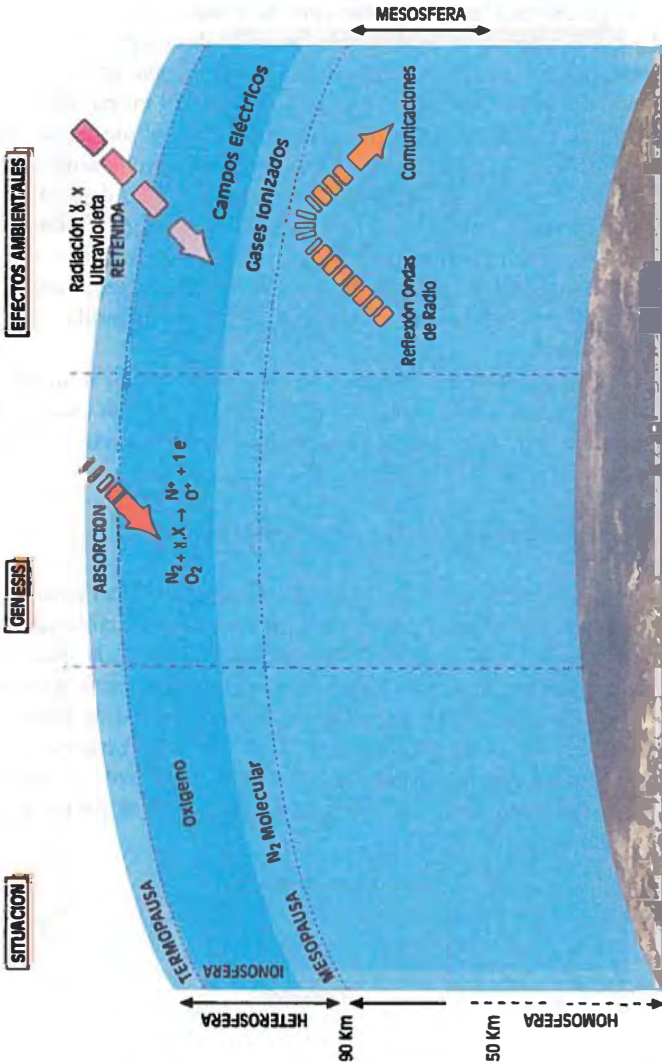 SITUACION
GENESIS
EFECTOS AMBIENTALES
TERMOPAUSA
IONOSFERA
MESOPAUSA
Oxigeno
N₂ Molecular
HETEROSFERA
90 Km
50 Km
HOMOSFERA
ABSORCION
N₂ + ɣ,X → N⁺ + 1 e
O₂ O⁺
Radiación ɣ, x
Ultravioleta
RETENIDA
Campos Eléctricos
Gases Ionizados
Reflexión Ondas
de Radio
Comunicaciones
MESOSFERA